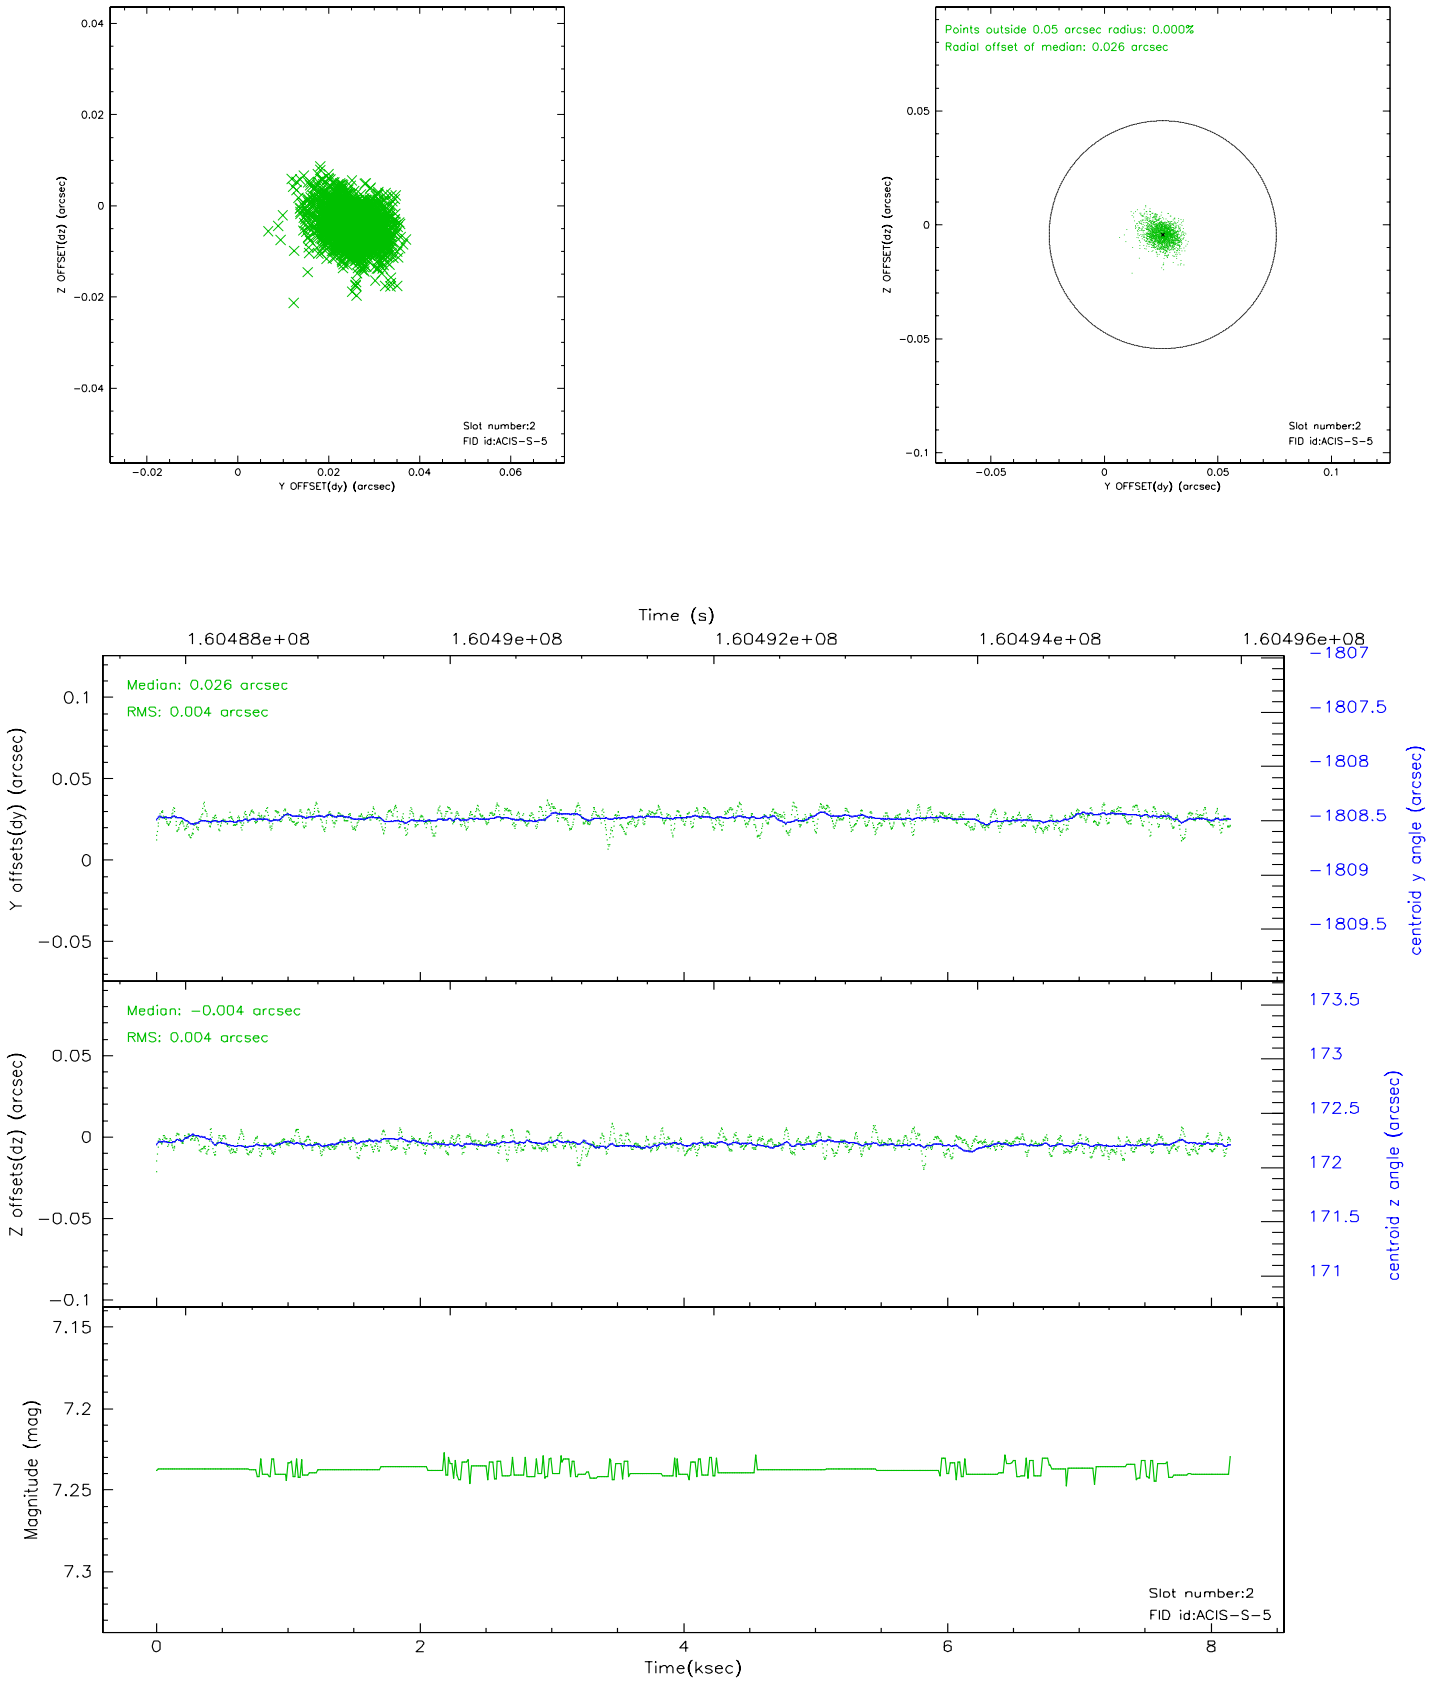 0.04
0.02
0
−0.02
−0.04
Z OFFSET(dz) (arcsec)
Slot number:2
FID id:ACIS−S−5
−0.02
0
0.02
0.04
0.06
Y OFFSET(dy) (arcsec)
Points outside 0.05 arcsec radius: 0.000%
Radial offset of median: 0.026 arcsec
0.05
0
−0.05
−0.1
Z OFFSET(dz) (arcsec)
Slot number:2
FID id:ACIS−S−5
−0.05
0
0.05
0.1
Y OFFSET(dy) (arcsec)
Time (s)
1.60488e+08
1.6049e+08
1.60492e+08
1.60494e+08
1.60496e+08
Median: 0.026 arcsec
RMS: 0.004 arcsec
0.1
0.05
0
−0.05
Y offsets(dy) (arcsec)
−1807
−1807.5
−1808
−1808.5
−1809
−1809.5
centroid y angle (arcsec)
Median: −0.004 arcsec
RMS: 0.004 arcsec
0.05
0
−0.05
−0.1
Z offsets(dz) (arcsec)
173.5
173
172.5
172
171.5
171
centroid z angle (arcsec)
7.15
7.2
7.25
7.3
Magnitude (mag)
Slot number:2
FID id:ACIS−S−5
0
2
4
6
8
Time(ksec)